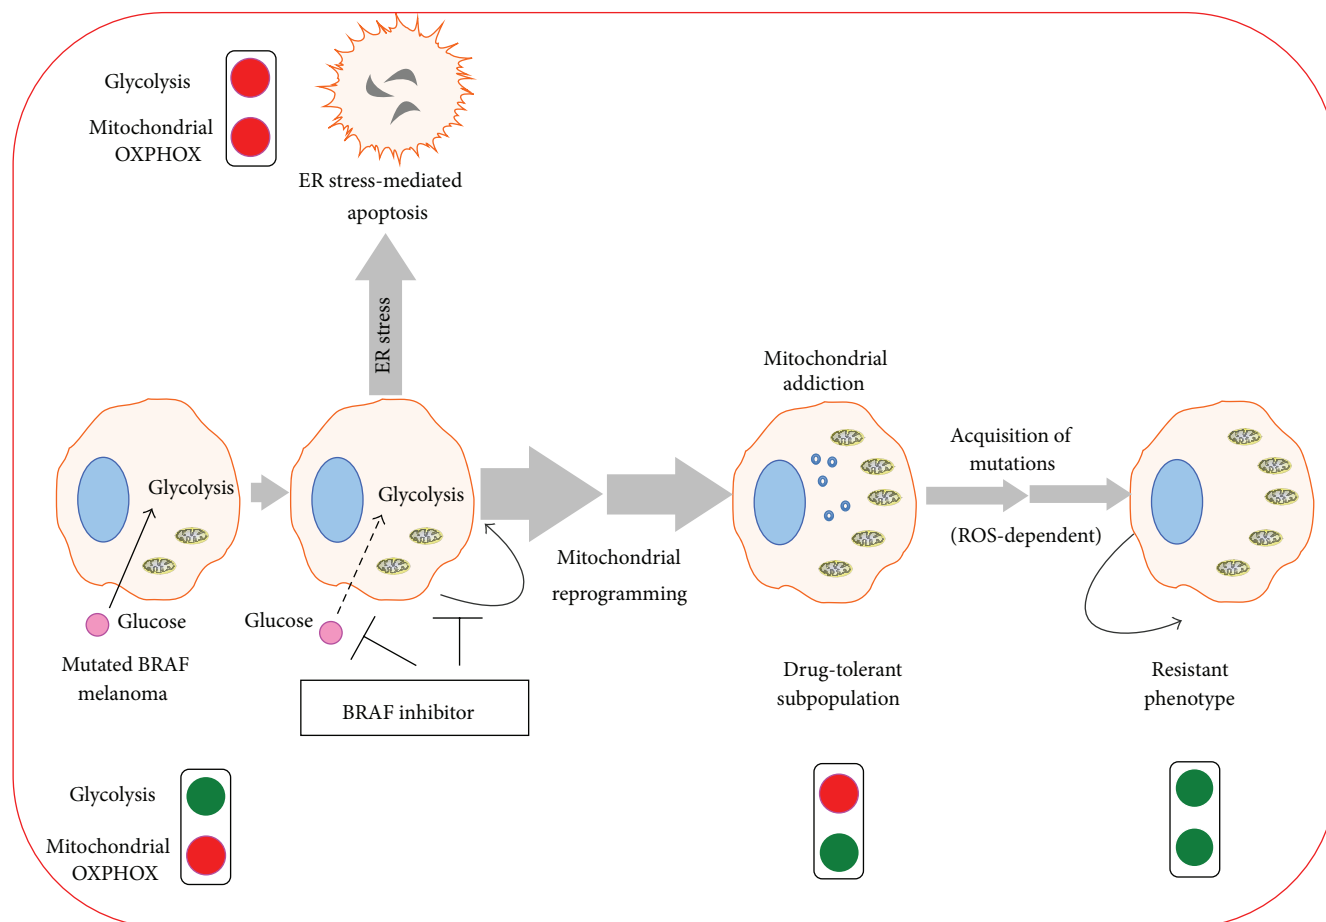 Glycolysis
Mitochondrial
OXPHOX
ER stress-mediated
apoptosis
ER stress
Mitochondrial
addiction
Glycolysis
Glycolysis
Acquisition of
mutations
(ROS-dependent)
Mitochondrial
reprogramming
Glucose
Glucose
Mutated BRAF
melanoma
BRAF inhibitor
Drug-tolerant
subpopulation
Resistant
phenotype
Glycolysis
Mitochondrial
OXPHOX